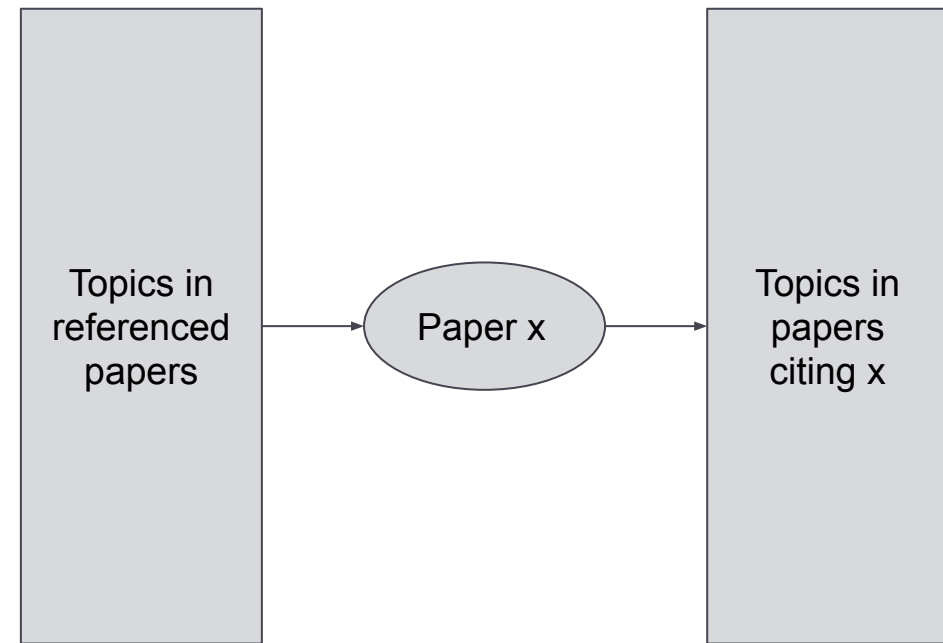 Topics in
referenced
papers
Paper x
Topics in
papers
citing x